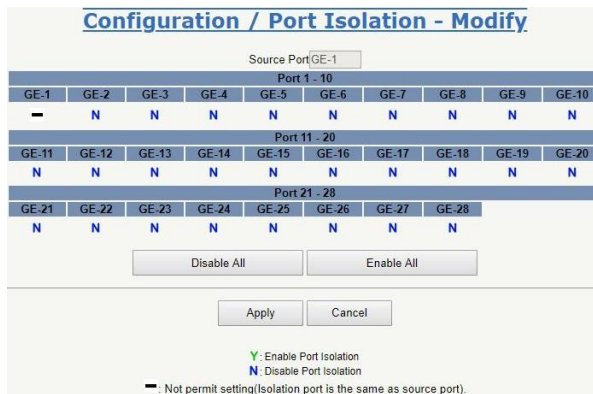 Configuration / Port Isolation - Modify
Source Port GE-1
Port 1 - 10
GE-1 GE-2 GE-3 GE-4 GE-5 GE-6 GE-7 GE-8 GE-9 GE-10
▬ N N N N N N N N N
Port 11 - 20
GE-11 GE-12 GE-13 GE-14 GE-15 GE-16 GE-17 GE-18 GE-19 GE-20
N N N N N N N N N N
Port 21 - 28
GE-21 GE-22 GE-23 GE-24 GE-25 GE-26 GE-27 GE-28
N N N N N N N N
Disable All Enable All
Apply Cancel
Y : Enable Port Isolation
N : Disable Port Isolation
▬ : Not permit setting(Isolation port is the same as source port).